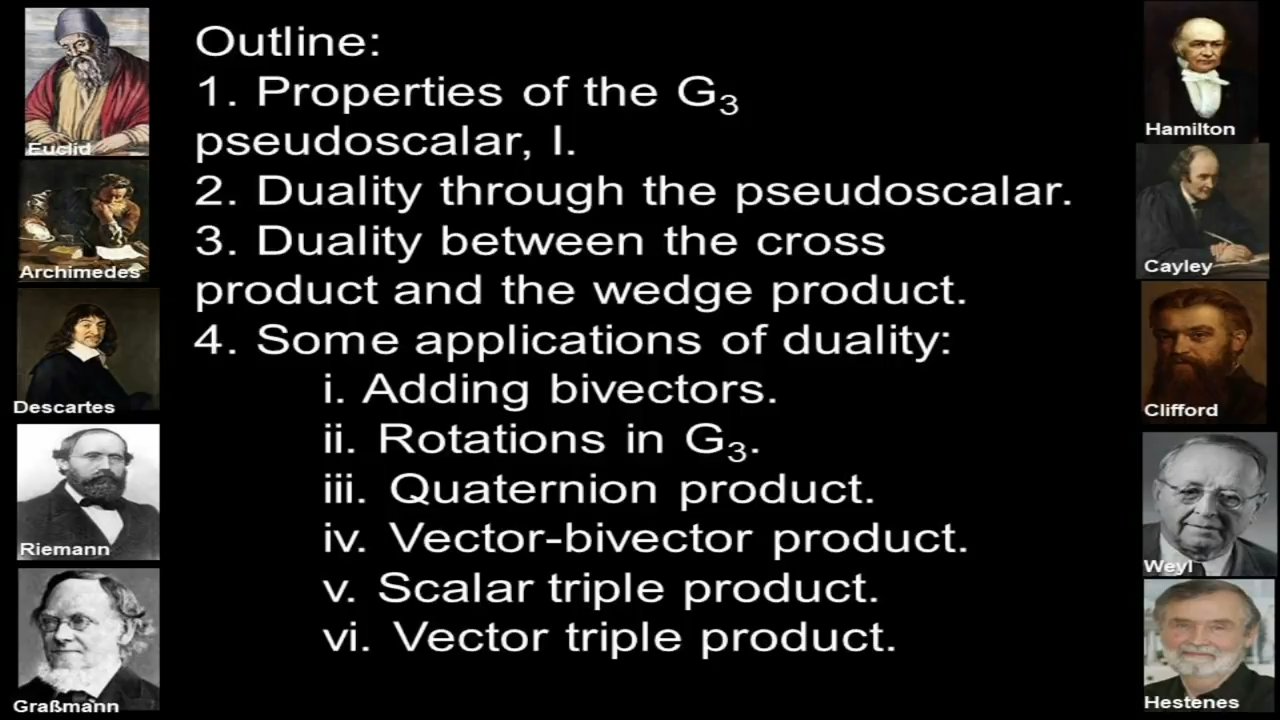 Outline:
1. Properties of the G₃
pseudoscalar, I.
2. Duality through the pseudoscalar.
3. Duality between the cross
product and the wedge product.
4. Some applications of duality:
i. Adding bivectors.
ii. Rotations in G₃.
iii. Quaternion product.
iv. Vector-bivector product.
v. Scalar triple product.
vi. Vector triple product.
Euclid
Archimedes
Descartes
Riemann
Graßmann
Hamilton
Cayley
Clifford
Weyl
Hestenes